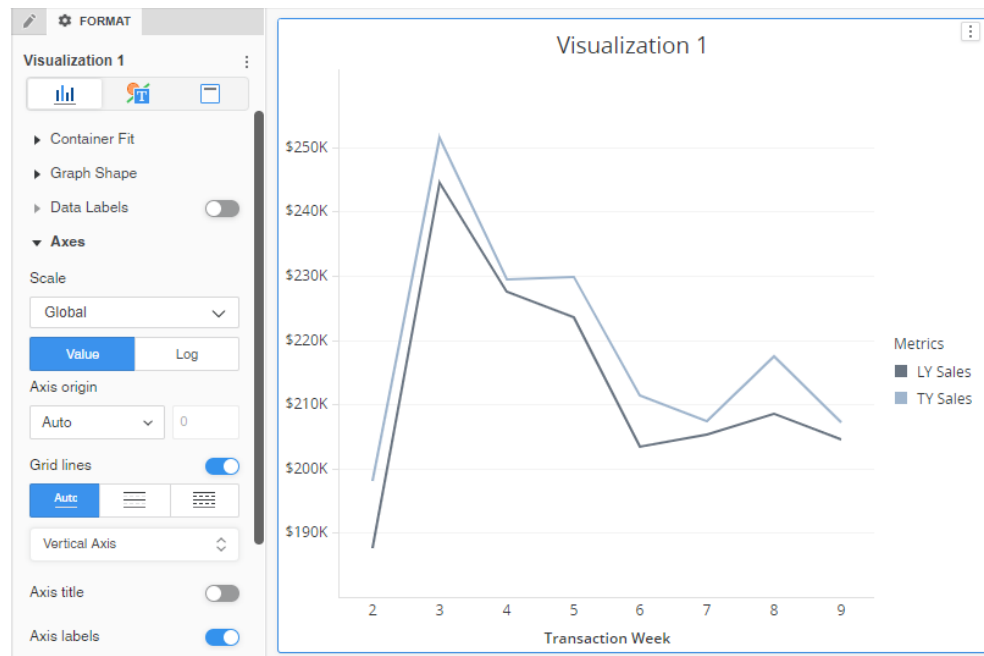 FORMAT
Visualization 1
T
Container Fit
Graph Shape
Data Labels
Axes
Scale
Global
Value
Log
Axis origin
Auto
0
Grid lines
Auto
Vertical Axis
Axis title
Axis labels
Visualization 1
$250K
$240K
$230K
$220K
$210K
$200K
$190K
2 3 4 5 6 7 8 9
Transaction Week
Metrics
LY Sales
TY Sales